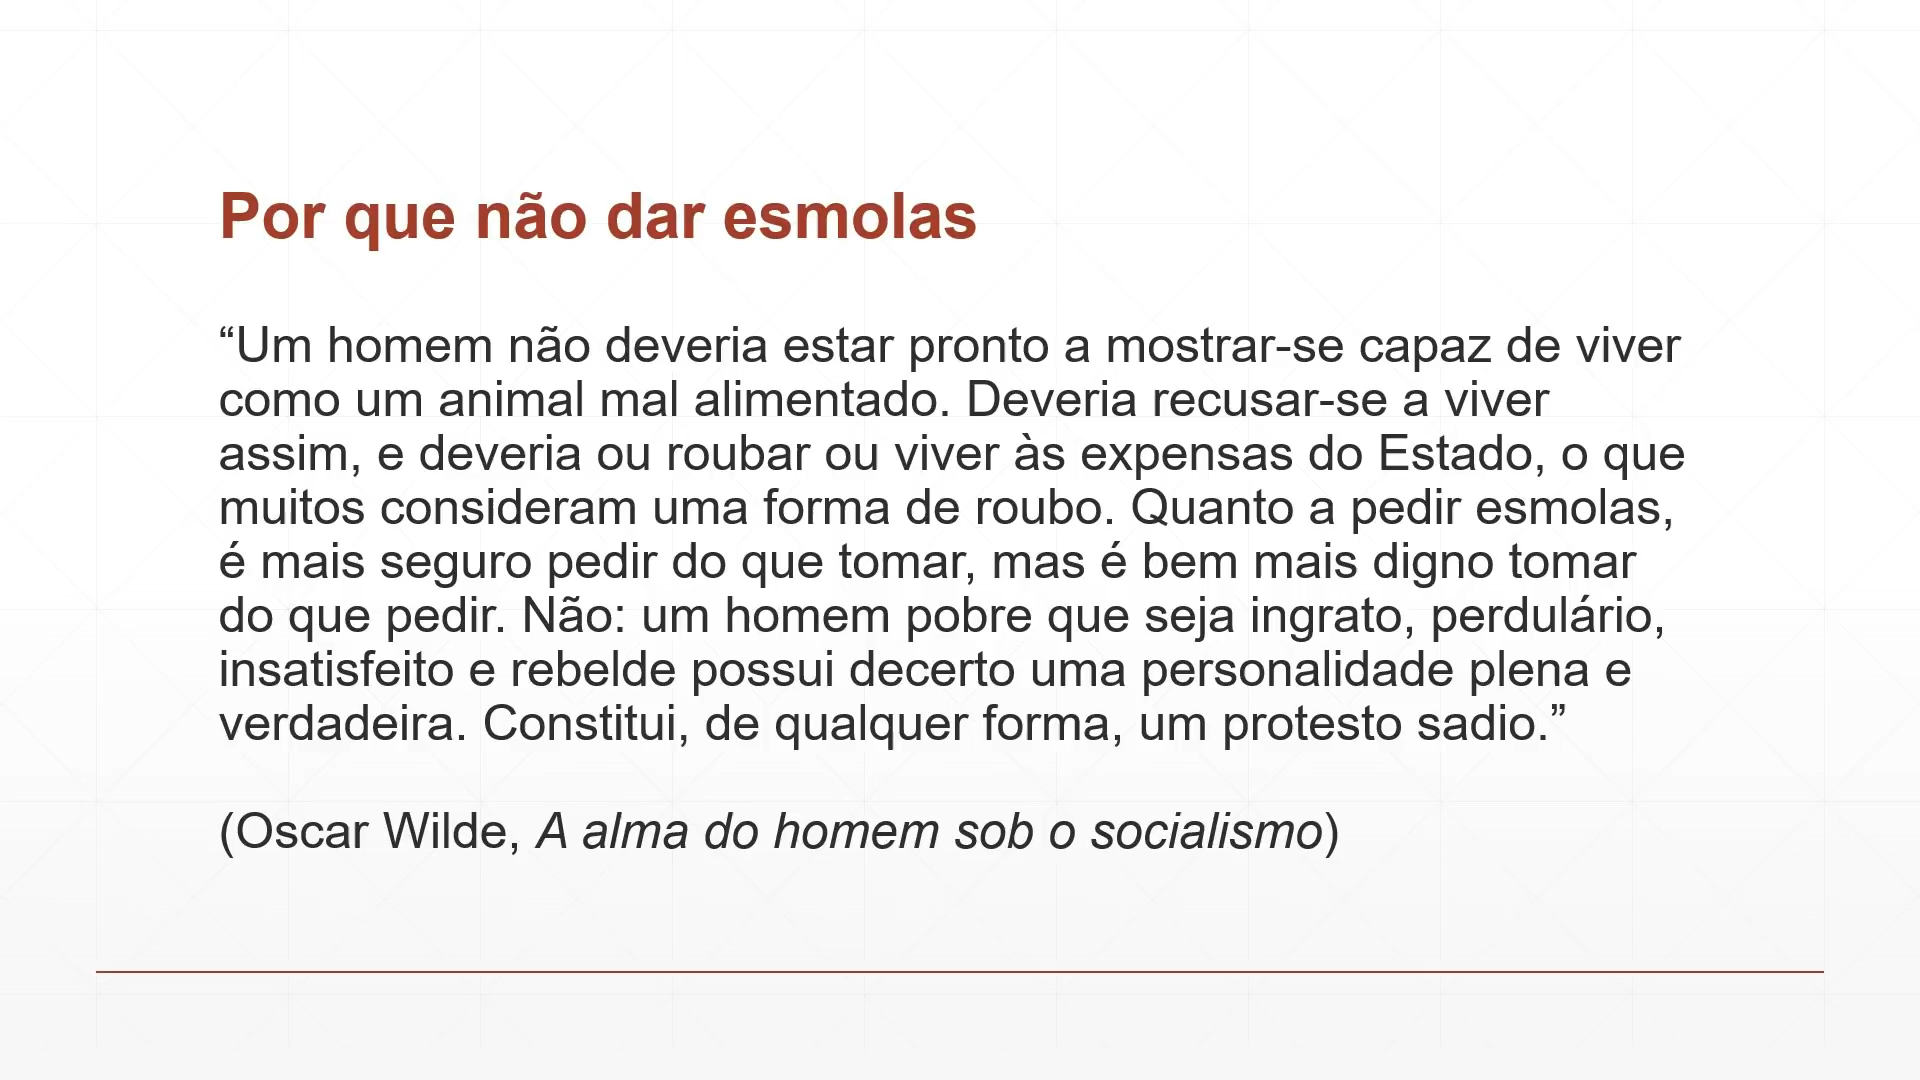 Por que não dar esmolas
“Um homem não deveria estar pronto a mostrar-se capaz de viver
como um animal mal alimentado. Deveria recusar-se a viver
assim, e deveria ou roubar ou viver às expensas do Estado, o que
muitos consideram uma forma de roubo. Quanto a pedir esmolas,
é mais seguro pedir do que tomar, mas é bem mais digno tomar
do que pedir. Não: um homem pobre que seja ingrato, perdulário,
insatisfeito e rebelde possui decerto uma personalidade plena e
verdadeira. Constitui, de qualquer forma, um protesto sadio.”
(Oscar Wilde, A alma do homem sob o socialismo)